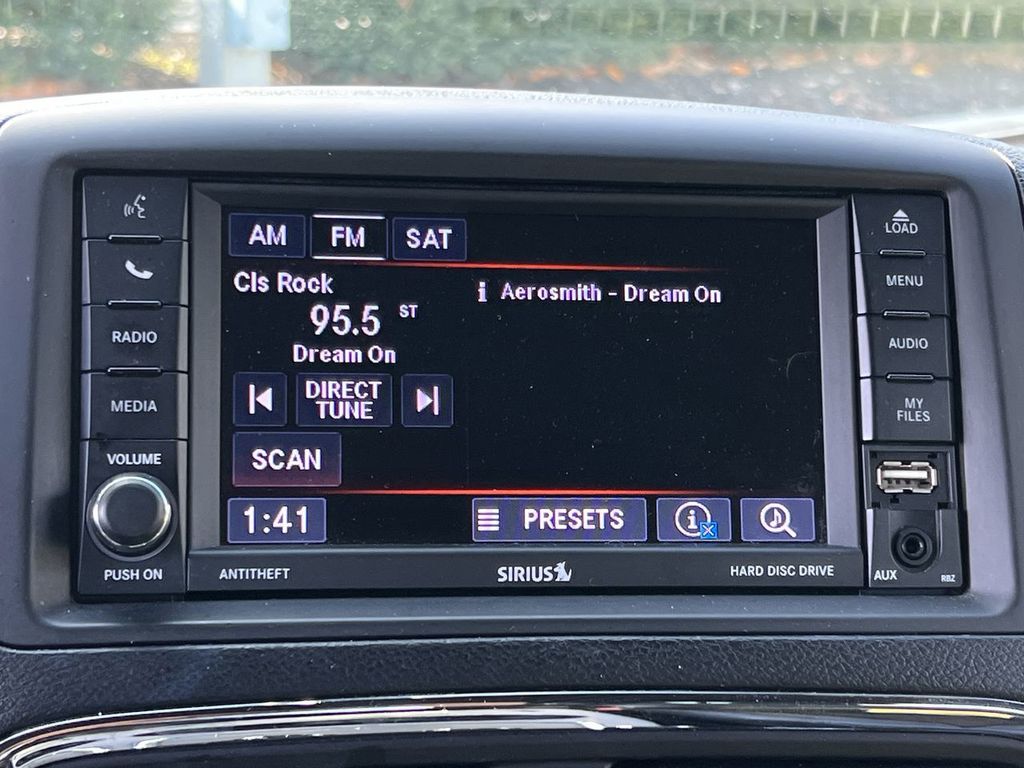 AM FM SAT
Cls Rock
95.5 ST
Dream On
i Aerosmith - Dream On
DIRECT
TUNE
SCAN
1:41 PRESETS i
RADIO
MEDIA
VOLUME
PUSH ON
LOAD
MENU
AUDIO
MY
FILES
ANTITHEFT SIRIUS HARD DISC DRIVE
AUX RBZ